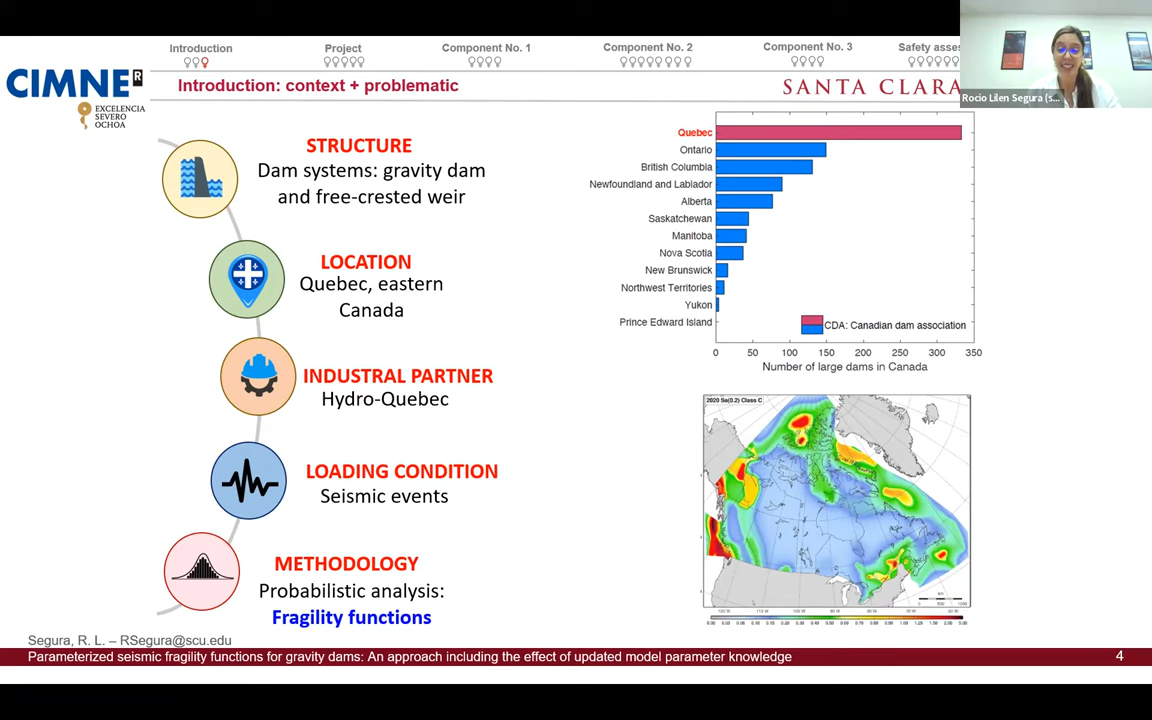 Introduction
Project
Component No. 1
Component No. 2
Component No. 3
Safety
CIMNE R
EXCELENCIA
SEVERO
OCHOA
Introduction: context + problematic
SANTA CLARA
Rocio Lilen Segura (s...
STRUCTURE
Dam systems: gravity dam
and free-crested weir
LOCATION
Quebec, eastern
Canada
INDUSTRAL PARTNER
Hydro-Quebec
LOADING CONDITION
Seismic events
METHODOLOGY
Probabilistic analysis:
Fragility functions
Quebec
Ontario
British Columbia
Newfoundland and Lablador
Alberta
Saskatchewan
Manitoba
Nova Scotia
New Brunswick
Northwest Territories
Yukon
Prince Edward Island
CDA: Canadian dam association
0 50 100 150 200 250 300 350
Number of large dams in Canada
2020 Sa(0.2) Class C
Segura, R. L. – RSegura@scu.edu
Parameterized seismic fragility functions for gravity dams: An approach including the effect of updated model parameter knowledge
4